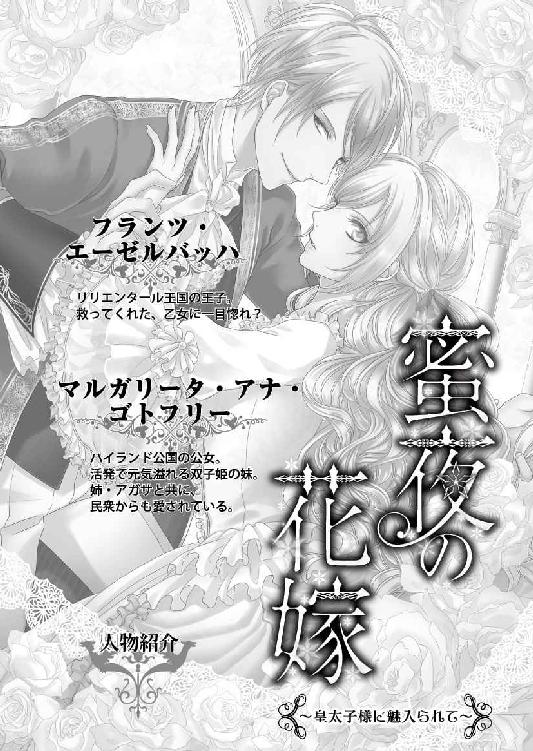 フランツ・
エーゼルバッハ
リリエンタール王国の王子。
救ってくれた、乙女に一目惚れ？
マルガリータ・アナ・
ゴトフリー
ハイランド公国の公女。
活発で元気溢れる双子姫の妹。
姉・アガサと共に、
民衆からも愛されている。
蜜夜の
花嫁
～皇太子様に魅入られて～
人物紹介